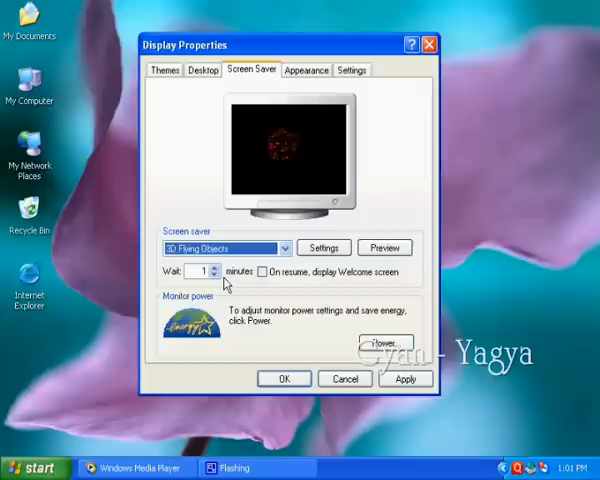 My Documents
My Computer
My Network
Places
Recycle Bin
Internet
Explorer
Display Properties
Themes Desktop Screen Saver Appearance Settings
Screen saver
3D Flying Objects Settings Preview
Wait: 1 minutes On resume, display Welcome screen
Monitor power
energy
To adjust monitor power settings and save energy,
click Power.
Power...
Gyan - Yagya
OK Cancel Apply
start Windows Media Player Flashing 1:01 PM